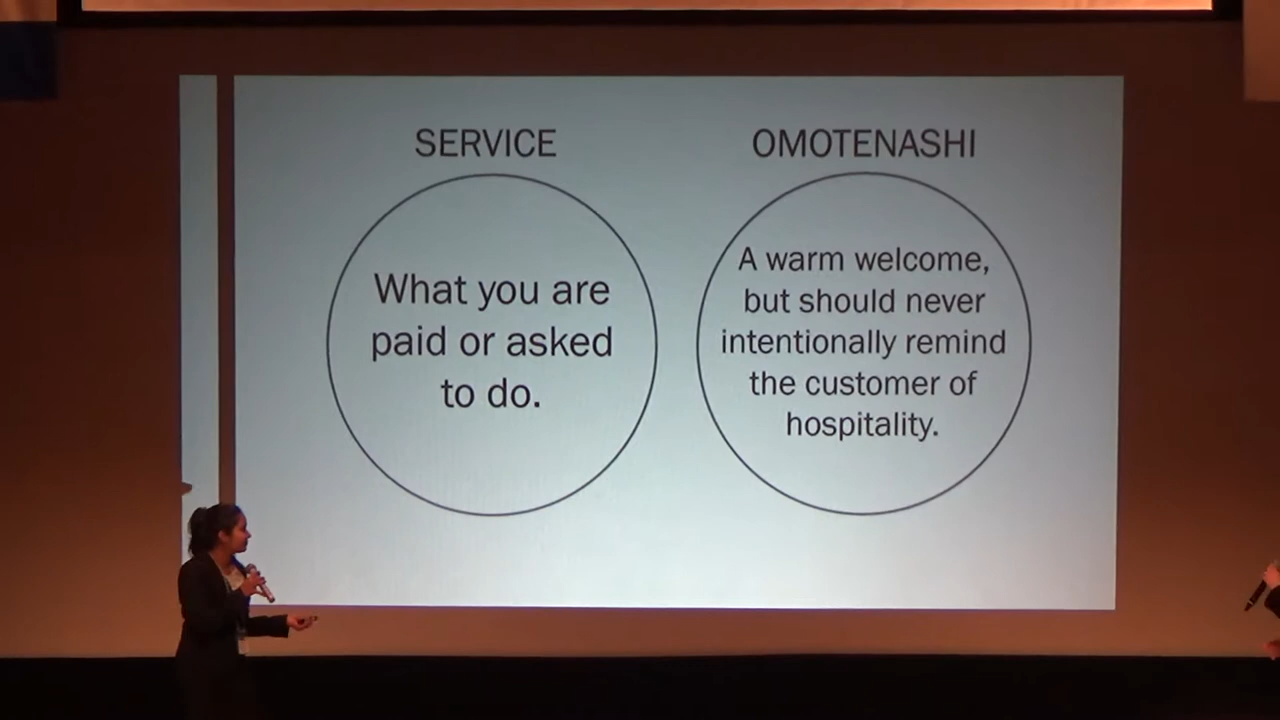 SERVICE
What you are
paid or asked
to do.
OMOTENASHI
A warm welcome,
but should never
intentionally remind
the customer of
hospitality.